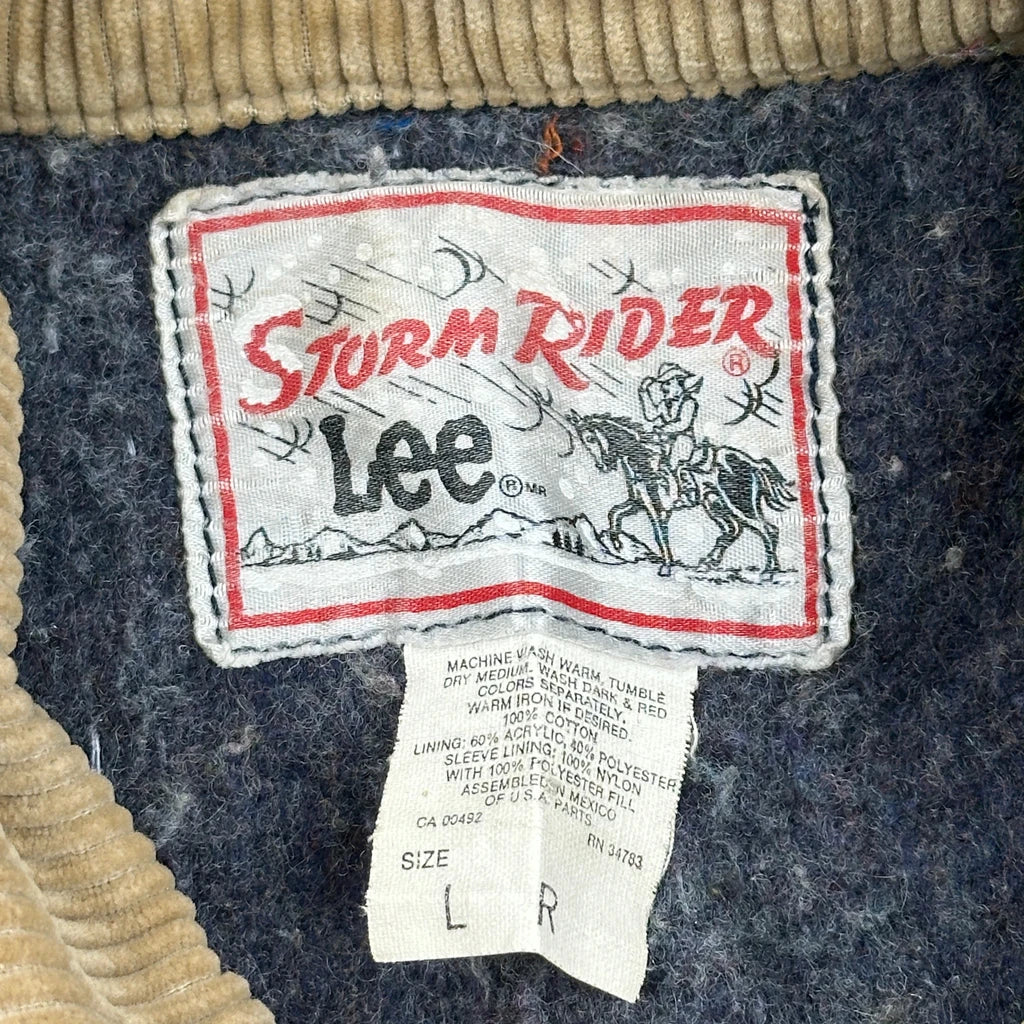 STORM RIDER ®
Lee ® MR
MACHINE WASH WARM, TUMBLE
DRY MEDIUM. WASH DARK & RED
COLORS SEPARATELY.
WARM IRON IF DESIRED.
100% COTTON
LINING: 60% ACRYLIC, 40% POLYESTER
SLEEVE LINING: 100% NYLON
WITH 100% POLYESTER FILL
ASSEMBLED IN MEXICO
OF U.S.A. PARTS.
CA 00492
RN 34783
SIZE
L R